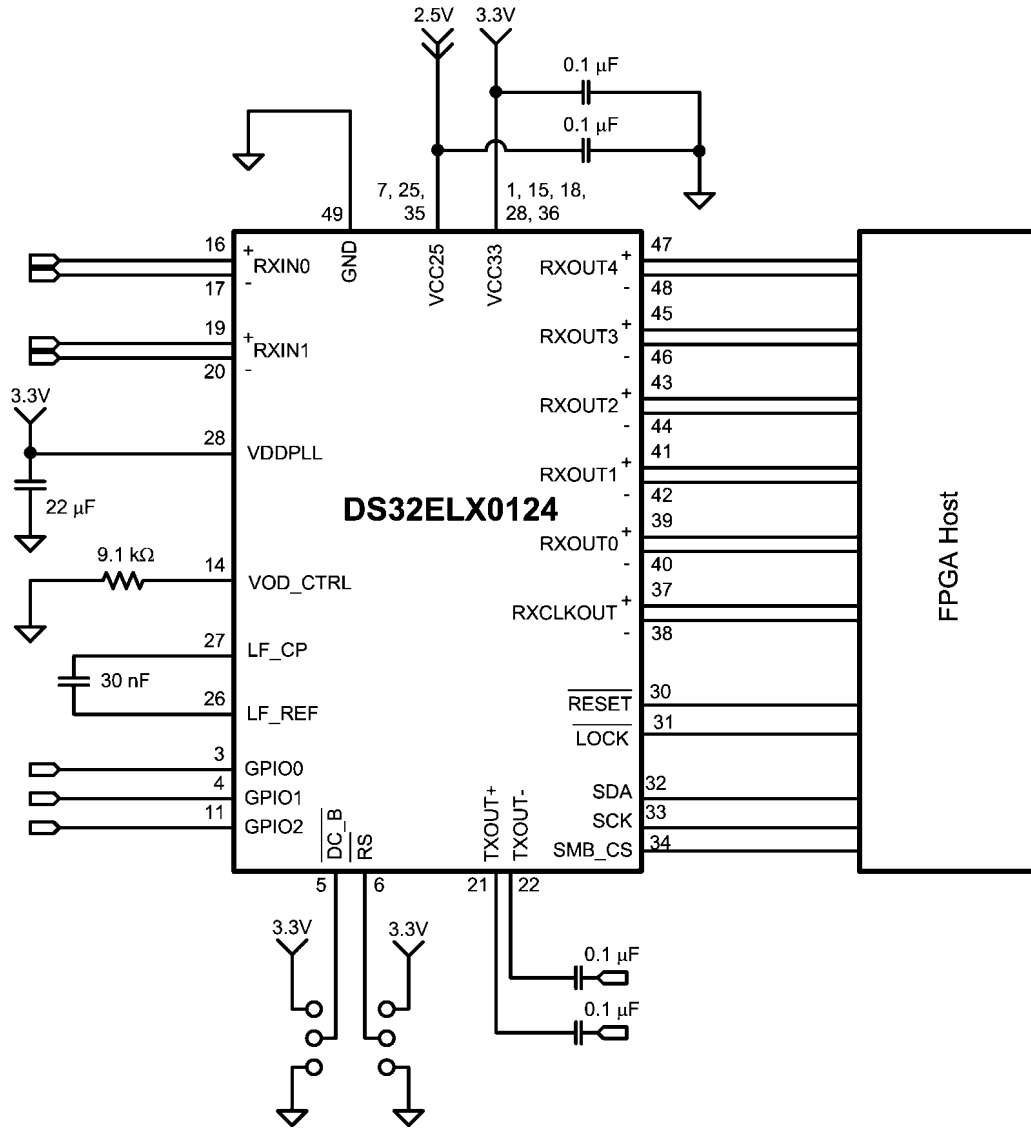 2.5V
3.3V
0.1 μF
0.1 μF
7, 25,
35
1, 15, 18,
28, 36
49
GND
VCC25
VCC33
16
+
RXIN0
17
-
19
+
RXIN1
20
-
3.3V
28
VDDPLL
22 μF
9.1 kΩ
14
VOD_CTRL
27
LF_CP
30 nF
26
LF_REF
3
GPIO0
4
GPIO1
11
GPIO2
DS32ELX0124
47
RXOUT4
+
-
48
45
RXOUT3
+
-
46
43
RXOUT2
+
-
44
41
RXOUT1
+
-
42
39
RXOUT0
+
-
40
37
RXCLKOUT
+
-
38
RESET
30
LOCK
31
SDA
32
SCK
33
SMB_CS
34
FPGA Host
DC_B
RS
TXOUT+
TXOUT-
5
6
21
22
3.3V
3.3V
0.1 μF
0.1 μF